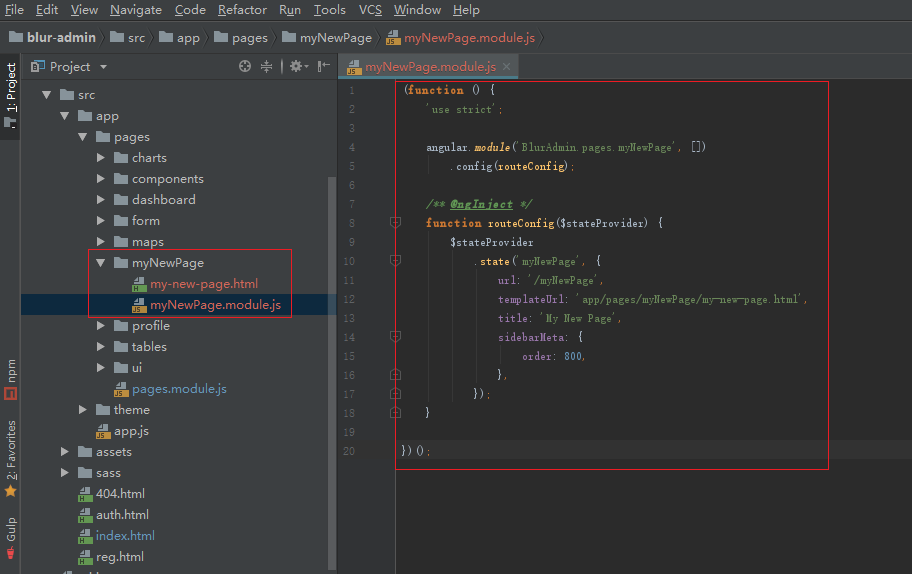 File Edit View Navigate Code Refactor Run Tools VCS Window Help
blur-admin src app pages myNewPage myNewPage.module.js
1: Project
npm
2: Favorites
Gulp
Project
src
app
pages
charts
components
dashboard
form
maps
myNewPage
my-new-page.html
myNewPage.module.js
profile
tables
ui
pages.module.js
theme
app.js
assets
sass
404.html
auth.html
index.html
reg.html
myNewPage.module.js
1 (function () {
2 'use strict';
3
4 angular.module('BlurAdmin.pages.myNewPage', [])
5 .config(routeConfig);
6
7 /** @ngInject */
8 function routeConfig($stateProvider) {
9 $stateProvider
10 .state('myNewPage', {
11 url: '/myNewPage',
12 templateUrl: 'app/pages/myNewPage/my-new-page.html',
13 title: 'My New Page',
14 sidebarMeta: {
15 order: 800,
16 },
17 });
18 }
19
20 })();